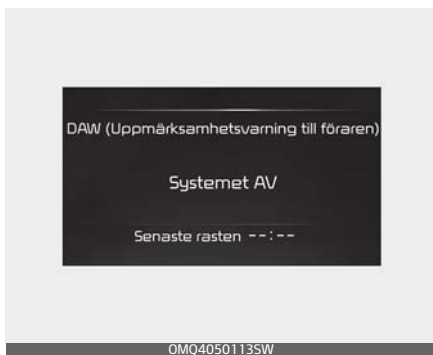 DAW (Uppmärksamhetsvarning till föraren)
Systemet AV
Senaste rasten --:--
OMQ4050113SW